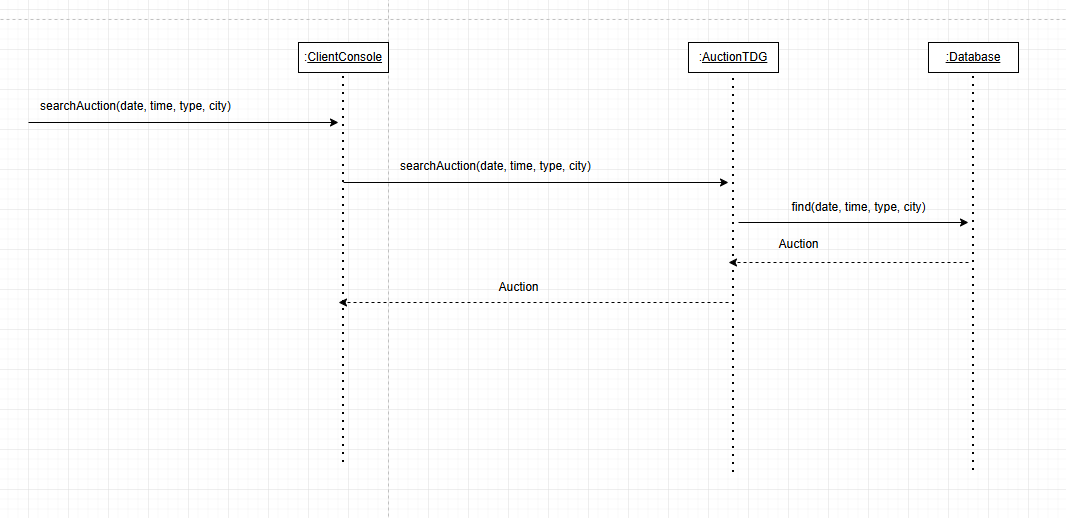 :ClientConsole
:AuctionTDG
:Database
searchAuction(date, time, type, city)
searchAuction(date, time, type, city)
find(date, time, type, city)
Auction
Auction